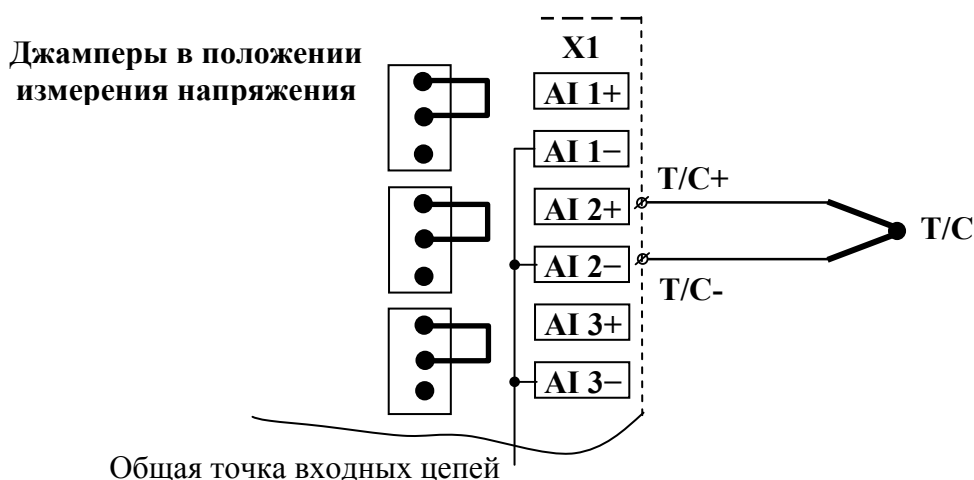 Джамперы в положении
измерения напряжения
X1
AI 1+
AI 1−
AI 2+
AI 2−
AI 3+
AI 3−
T/C+
T/C
T/C-
Общая точка входных цепей